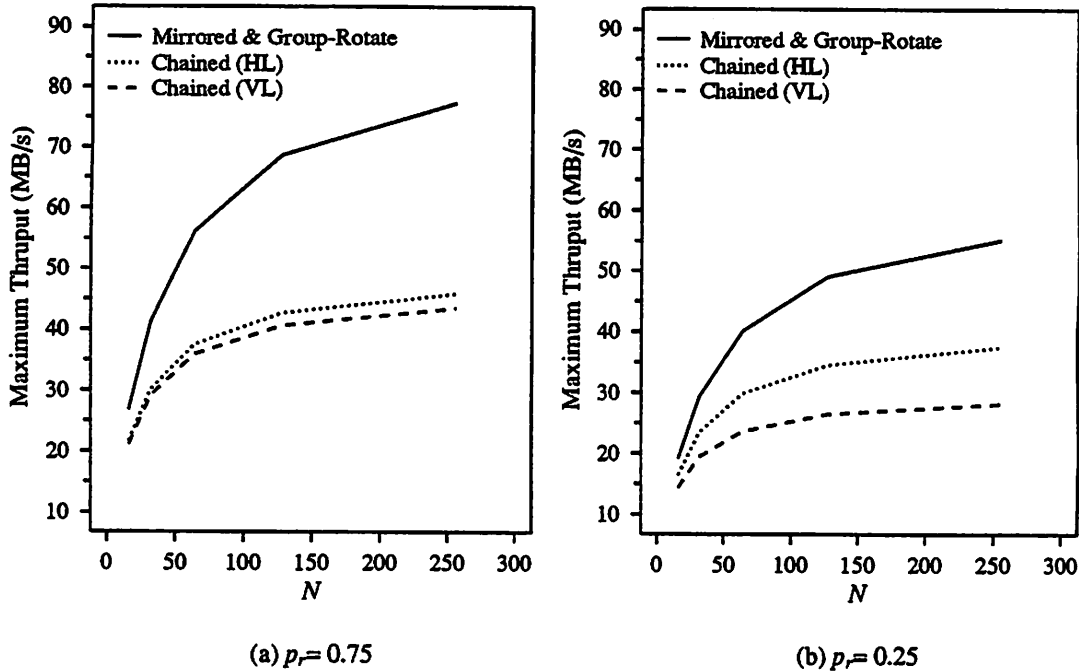 Maximum Thruput (MB/s)
90
80
70
60
50
40
30
20
10
Mirrored & Group-Rotate
Chained (HL)
Chained (VL)
0 50 100 150 200 250 300
N
(a) pr= 0.75
Maximum Thruput (MB/s)
90
80
70
60
50
40
30
20
10
Mirrored & Group-Rotate
Chained (HL)
Chained (VL)
0 50 100 150 200 250 300
N
(b) pr= 0.25